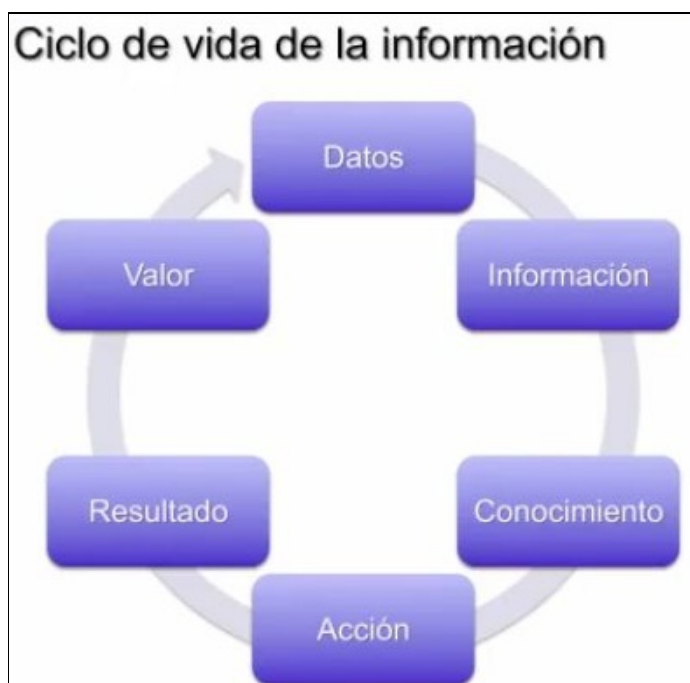 Ciclo de vida de la información
Datos
Información
Conocimiento
Acción
Resultado
Valor